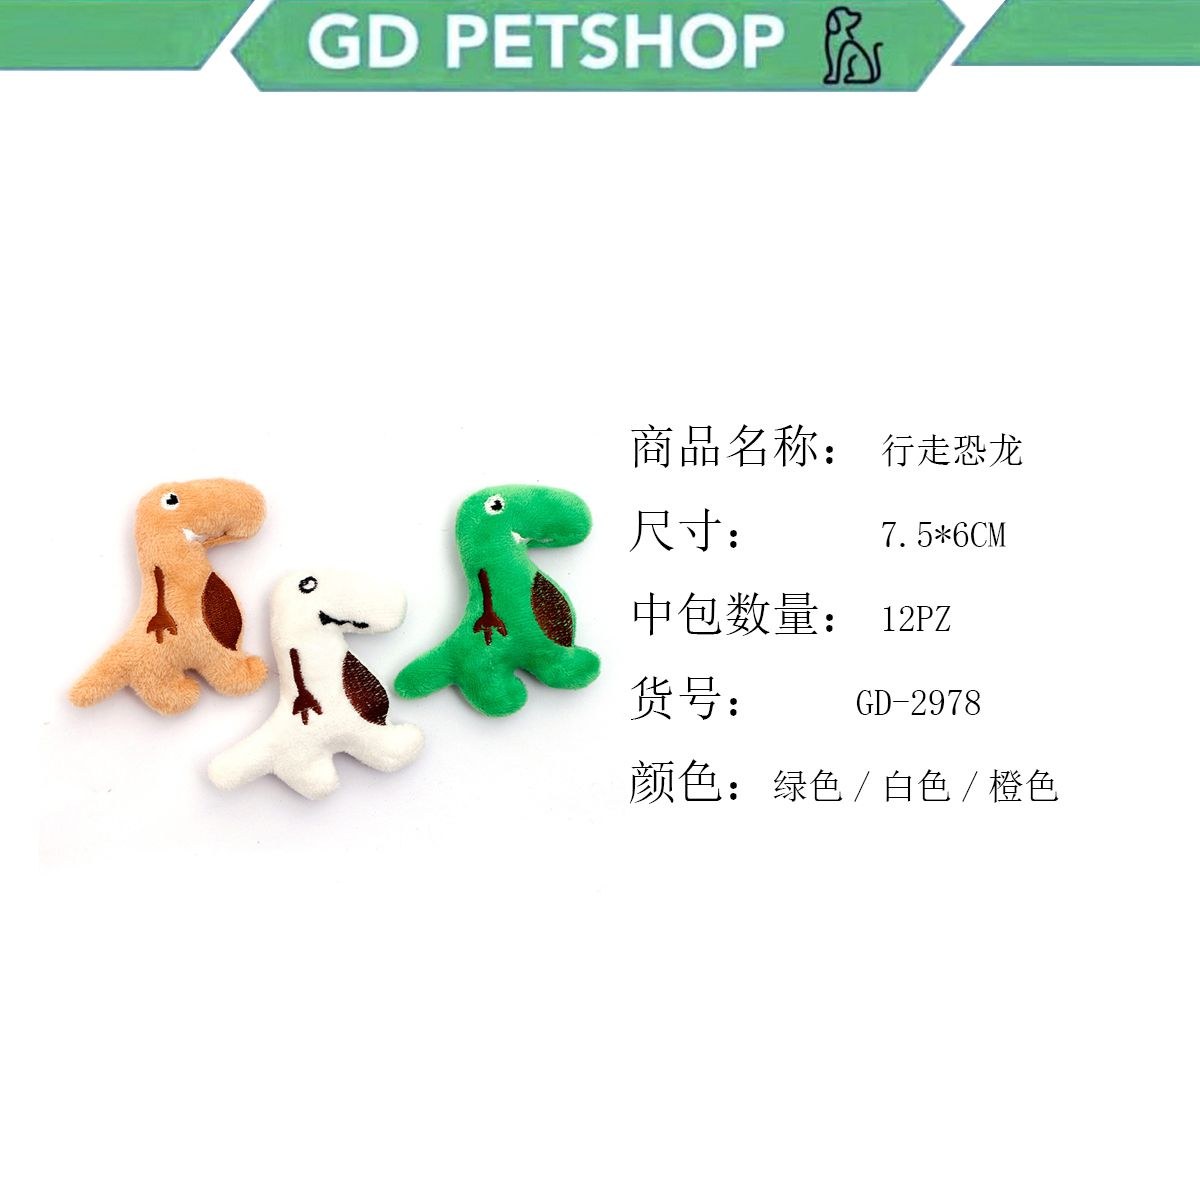 GD PETSHOP
商品名称： 行走恐龙
尺寸： 7.5*6CM
中包数量： 12PZ
货号： GD-2978
颜色：绿色/白色/橙色